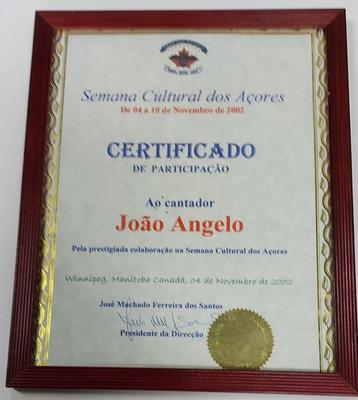 Semana Cultural dos Açores
De 04 a 10 de Novembro de 2002
CERTIFICADO
DE PARTICIPAÇÃO
Ao cantador
João Angelo
Pela prestigiada colaboração na Semana Cultural dos Açores
Winnipeg, Manitoba Canadá, 04 de Novembro de 2002
José Machado Ferreira dos Santos
Presidente da Direcção